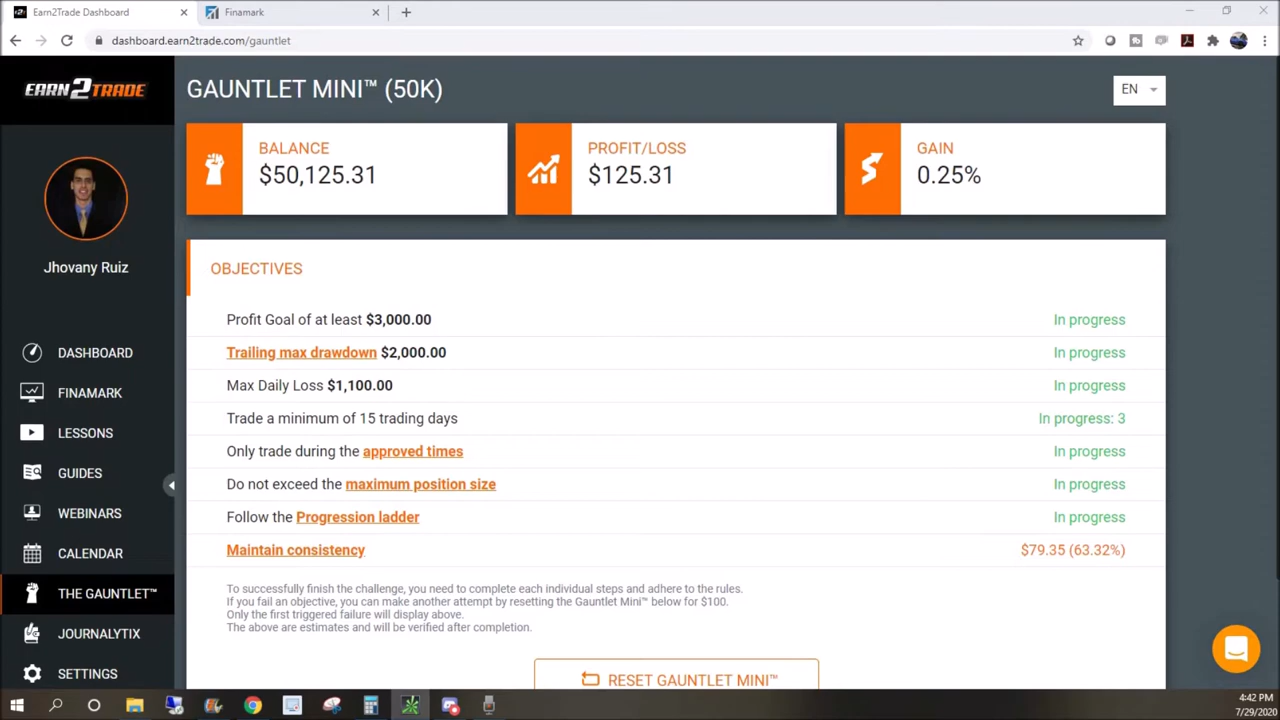 Earn2Trade Dashboard
Finamark
dashboard.earn2trade.com/gauntlet
EARN2TRADE
GAUNTLET MINI™ (50K)
EN
BALANCE
$50,125.31
PROFIT/LOSS
$125.31
GAIN
0.25%
Jhovany Ruiz
DASHBOARD
FINAMARK
LESSONS
GUIDES
WEBINARS
CALENDAR
THE GAUNTLET™
JOURNALYTIX
SETTINGS
OBJECTIVES
Profit Goal of at least $3,000.00 In progress
Trailing max drawdown $2,000.00 In progress
Max Daily Loss $1,100.00 In progress
Trade a minimum of 15 trading days In progress: 3
Only trade during the approved times In progress
Do not exceed the maximum position size In progress
Follow the Progression ladder In progress
Maintain consistency $79.35 (63.32%)
To successfully finish the challenge, you need to complete each individual steps and adhere to the rules.
If you fail an objective, you can make another attempt by resetting the Gauntlet Mini™ below for $100.
Only the first triggered failure will display above.
The above are estimates and will be verified after completion.
RESET GAUNTLET MINI™
4:42 PM
7/29/2020